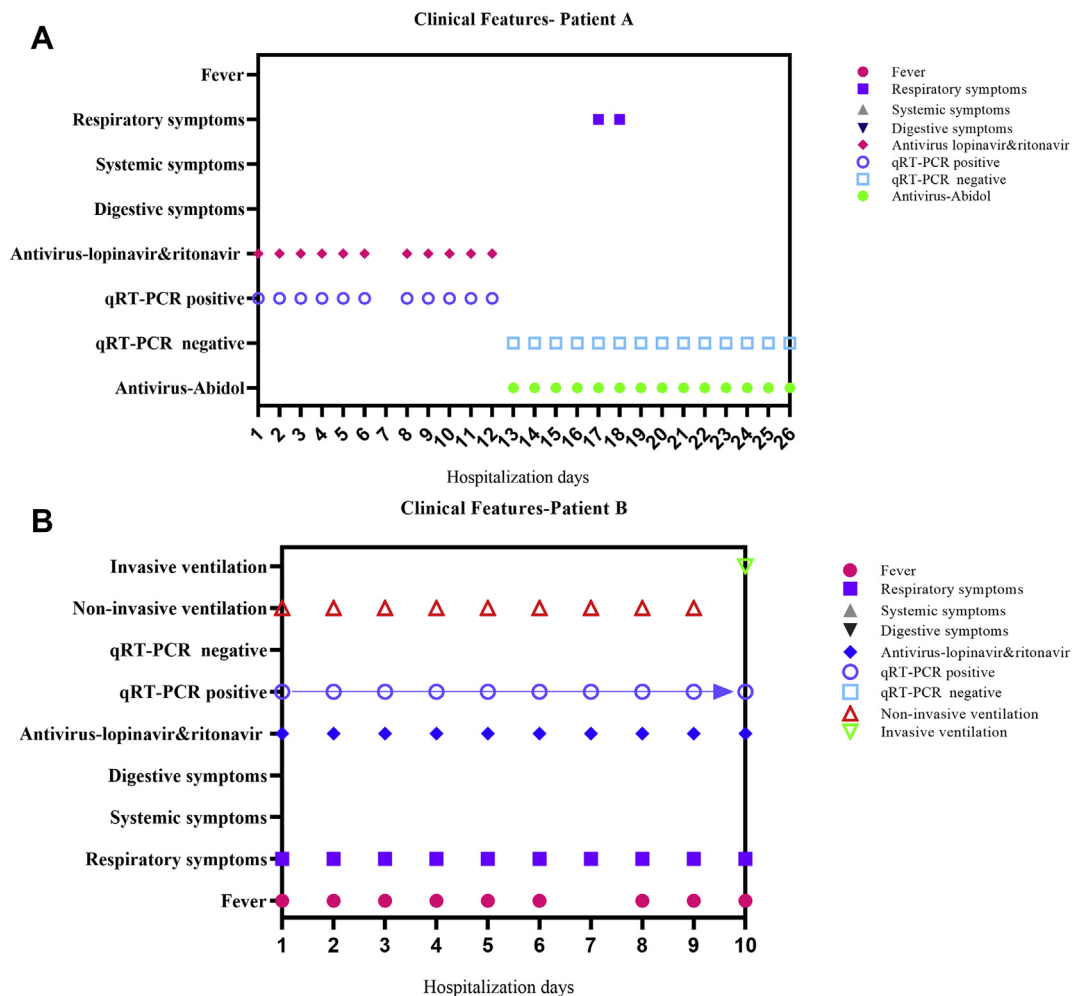 A
Clinical Features- Patient A
Fever
Respiratory symptoms
Systemic symptoms
Digestive symptoms
Antivirus-lopinavir&ritonavir
qRT-PCR positive
qRT-PCR negative
Antivirus-Abidol
1 2 3 4 5 6 7 8 9 10 11 12 13 14 15 16 17 18 19 20 21 22 23 24 25 26
Hospitalization days
Fever
Respiratory symptoms
Systemic symptoms
Digestive symptoms
Antivirus lopinavir&ritonavir
qRT-PCR positive
qRT-PCR negative
Antivirus-Abidol
B
Clinical Features-Patient B
Invasive ventilation
Non-invasive ventilation
qRT-PCR negative
qRT-PCR positive
Antivirus-lopinavir&ritonavir
Digestive symptoms
Systemic symptoms
Respiratory symptoms
Fever
1 2 3 4 5 6 7 8 9 10
Hospitalization days
Fever
Respiratory symptoms
Systemic symptoms
Digestive symptoms
Antivirus-lopinavir&ritonavir
qRT-PCR positive
qRT-PCR negative
Non-invasive ventilation
Invasive ventilation